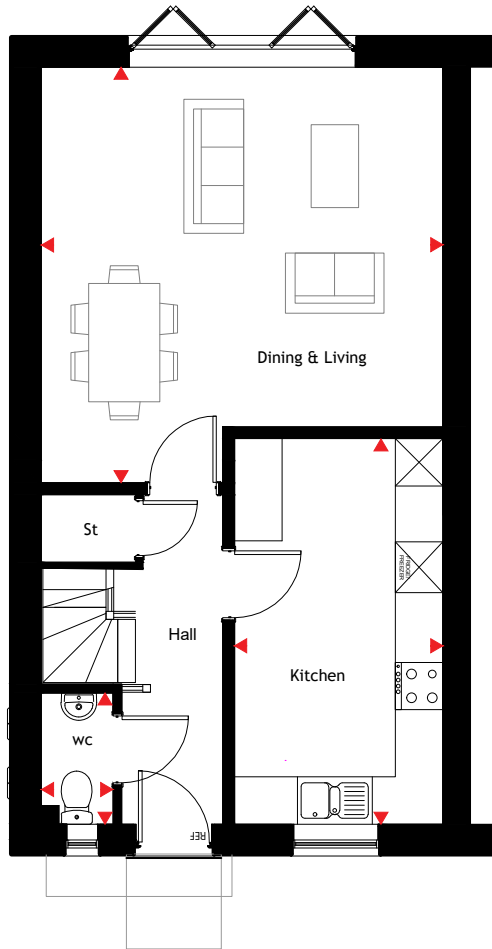 Dining & Living
St
FRIDGE/
FREEZER
Hall
Kitchen
wc
REF